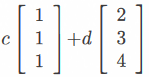 c [ 1 1 1 ] + d [ 2 3 4 ]